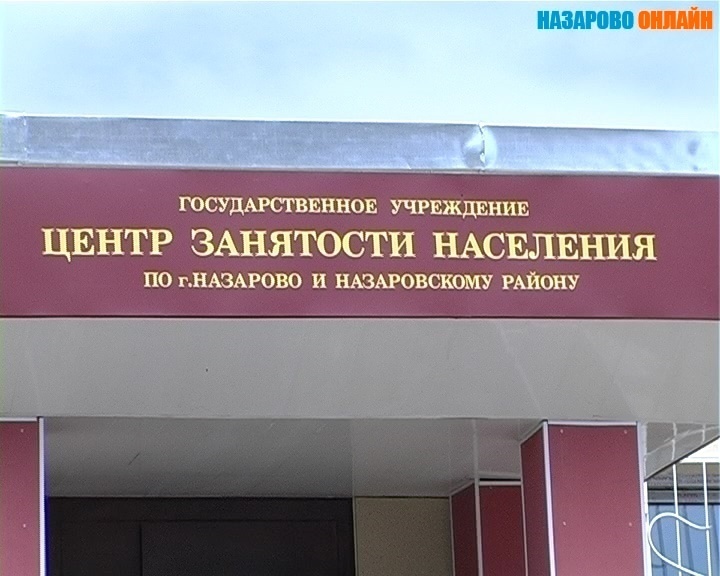 НАЗАРОВО ОНЛАЙН
ГОСУДАРСТВЕННОЕ УЧРЕЖДЕНИЕ
ЦЕНТР ЗАНЯТОСТИ НАСЕЛЕНИЯ
ПО г.НАЗАРОВО И НАЗАРОВСКОМУ РАЙОНУ